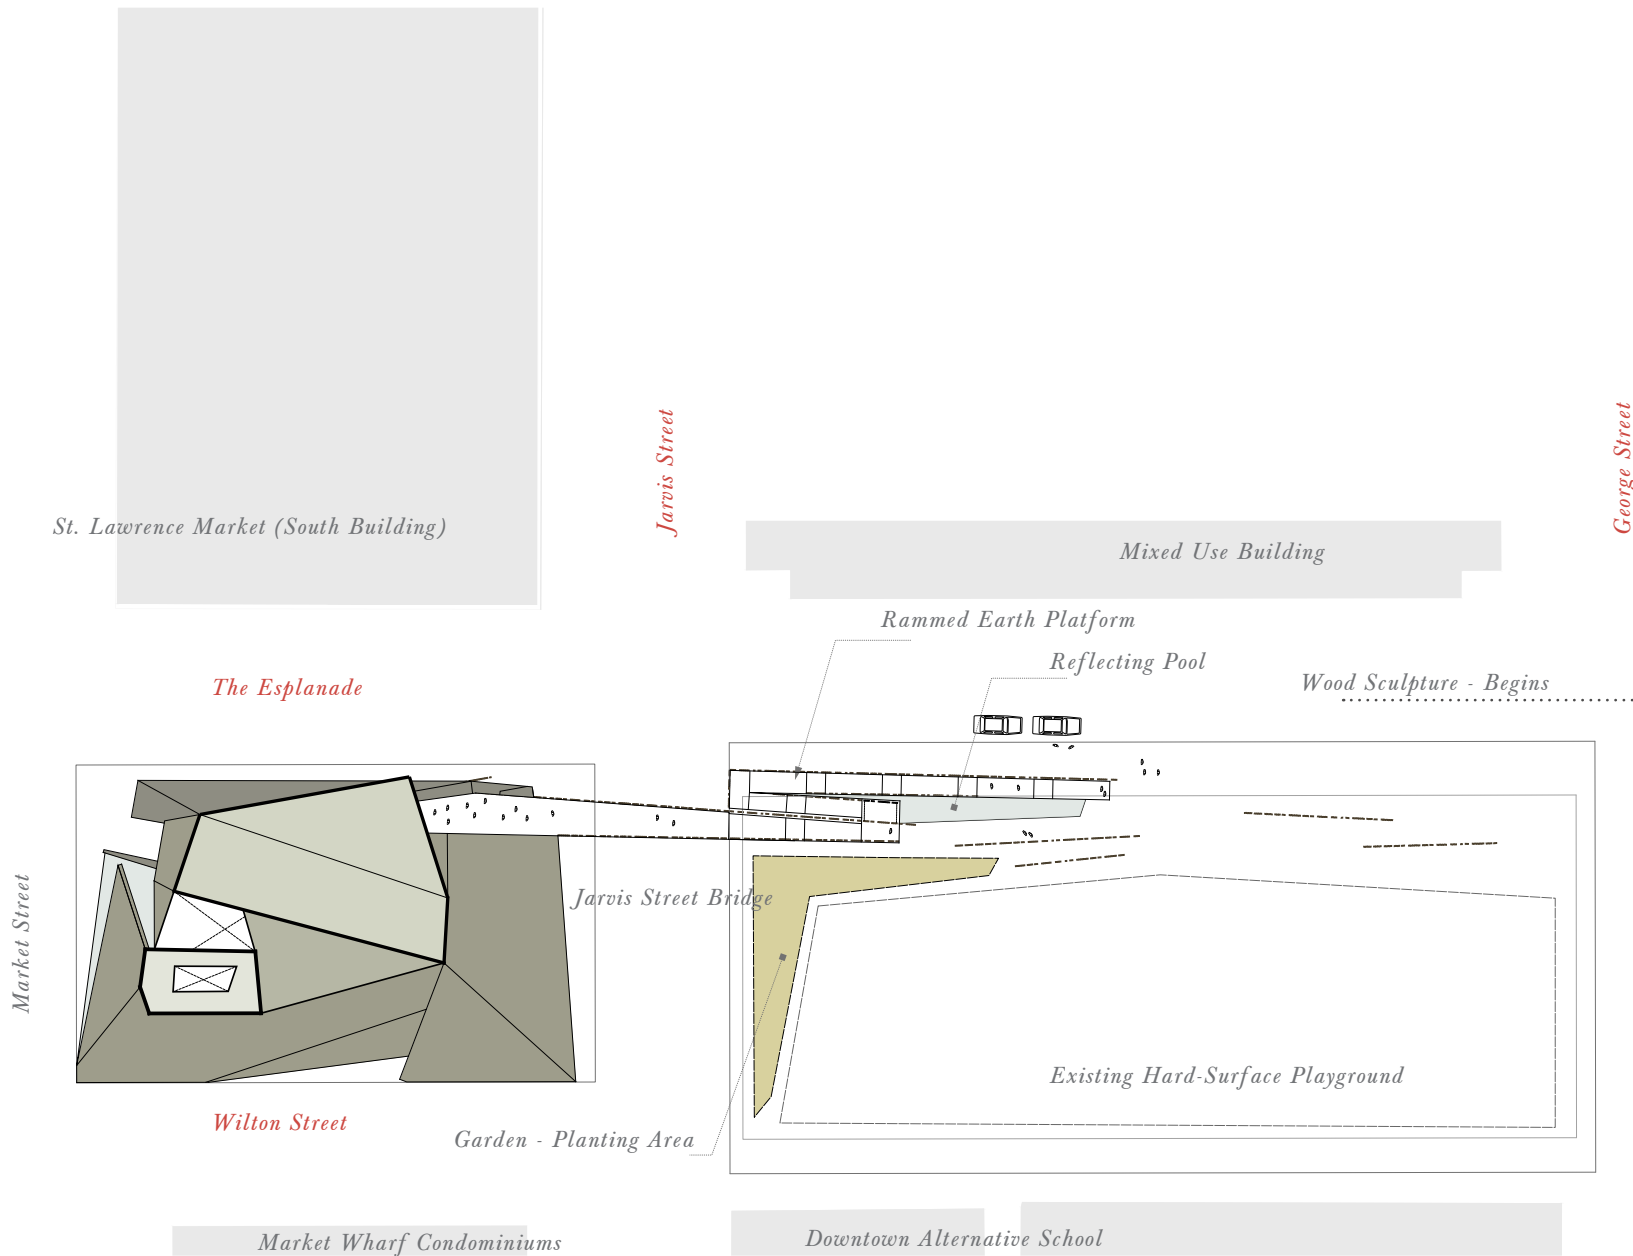 Jarvis Street
George Street
St. Lawrence Market (South Building)
Mixed Use Building
Rammed Earth Platform
Reflecting Pool
Wood Sculpture - Begins
The Esplanade
Market Street
Jarvis Street Bridge
Existing Hard-Surface Playground
Wilton Street
Garden - Planting Area
Market Wharf Condominiums
Downtown Alternative School